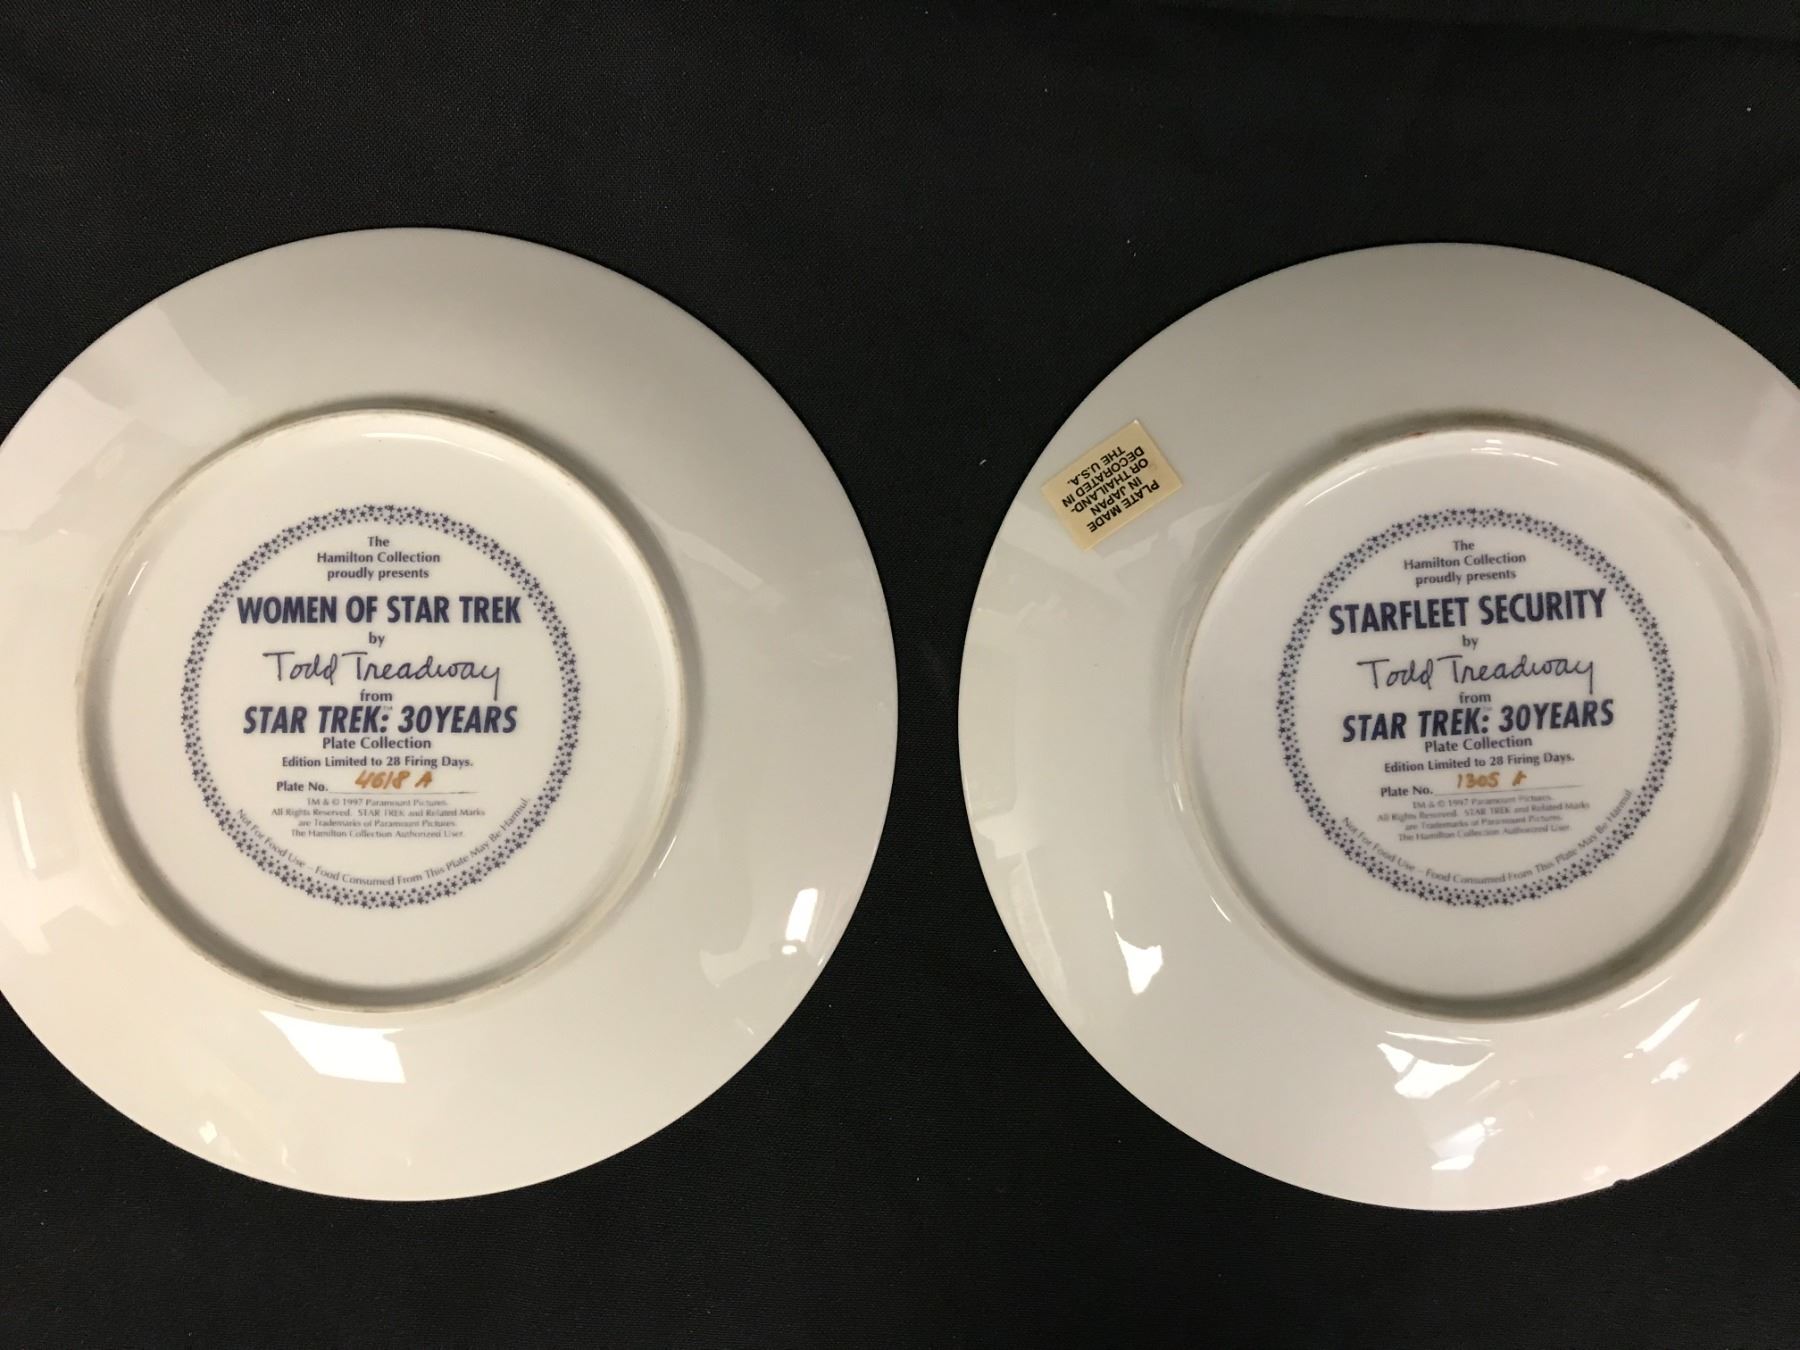 The
Hamilton Collection
proudly presents
WOMEN OF STAR TREK
by
Todd Treadway
from
STAR TREK: 30 YEARS
Plate Collection
Edition Limited to 28 Firing Days.
Plate No. 4618 A
TM & © 1997 Paramount Pictures.
All Rights Reserved. STAR TREK and Related Marks
are Trademarks of Paramount Pictures.
The Hamilton Collection Authorized User.
Not For Food Use – Food Consumed From This Plate May Be Harmful.
PLATE MADE
IN JAPAN
OR THAILAND-
DECORATED IN
THE U.S.A.
The
Hamilton Collection
proudly presents
STARFLEET SECURITY
by
Todd Treadway
from
STAR TREK: 30 YEARS
Plate Collection
Edition Limited to 28 Firing Days.
Plate No. 1305 A
TM & © 1997 Paramount Pictures.
All Rights Reserved. STAR TREK and Related Marks
are Trademarks of Paramount Pictures.
The Hamilton Collection Authorized User.
Not For Food Use – Food Consumed From This Plate May Be Harmful.